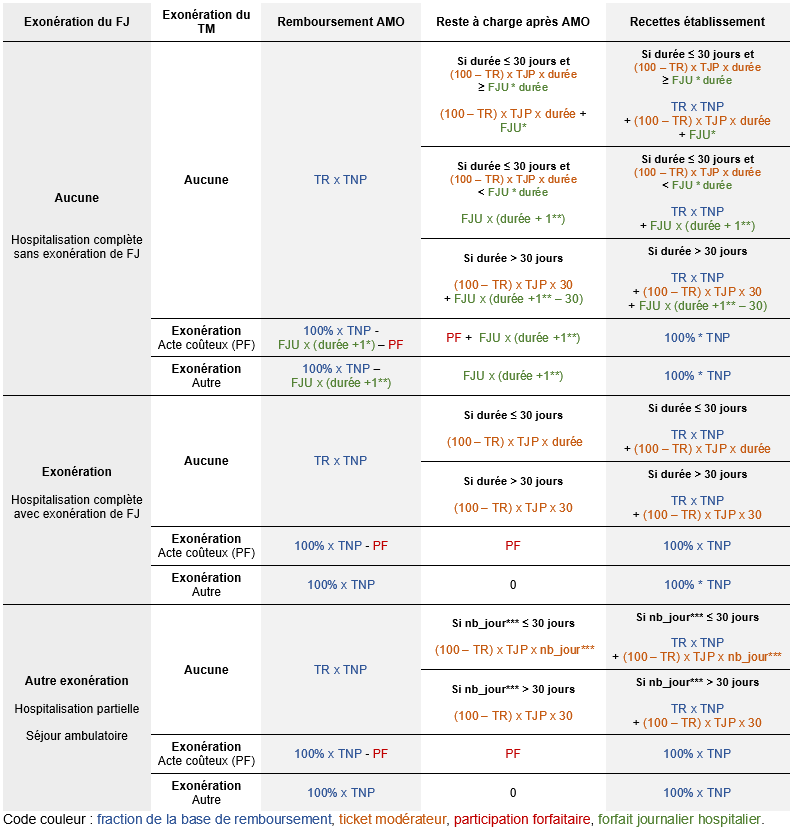 Exonération du FJ
Exonération du
TM
Remboursement AMO
Reste à charge après AMO
Recettes établissement
Aucune
Hospitalisation complète
sans exonération de FJ
Aucune
TR x TNP
Si durée ≤ 30 jours et
(100 – TR) x TJP x durée
≥ FJU * durée
(100 – TR) x TJP x durée +
FJU*
Si durée ≤ 30 jours et
(100 – TR) x TJP x durée
≥ FJU * durée
TR x TNP
+ (100 – TR) x TJP x durée
+ FJU*
Si durée ≤ 30 jours et
(100 – TR) x TJP x durée
< FJU * durée
FJU x (durée + 1**)
Si durée ≤ 30 jours et
(100 – TR) x TJP x durée
< FJU * durée
TR x TNP
+ FJU x (durée + 1**)
Si durée > 30 jours
(100 – TR) x TJP x 30
+ FJU x (durée +1** – 30)
Si durée > 30 jours
TR x TNP
+ (100 – TR) x TJP x 30
+ FJU x (durée +1** – 30)
Exonération
Acte coûteux (PF)
100% x TNP -
FJU x (durée +1*) – PF
PF + FJU x (durée +1**)
100% * TNP
Exonération
Autre
100% x TNP –
FJU x (durée +1**)
FJU x (durée +1**)
100% * TNP
Exonération
Hospitalisation complète
avec exonération de FJ
Aucune
TR x TNP
Si durée ≤ 30 jours
(100 – TR) x TJP x durée
Si durée ≤ 30 jours
TR x TNP
+ (100 – TR) x TJP x durée
Si durée > 30 jours
(100 – TR) x TJP x 30
Si durée > 30 jours
TR x TNP
+ (100 – TR) x TJP x 30
Exonération
Acte coûteux (PF)
100% x TNP - PF
PF
100% x TNP
Exonération
Autre
100% x TNP
0
100% * TNP
Autre exonération
Hospitalisation partielle
Séjour ambulatoire
Aucune
TR x TNP
Si nb_jour*** ≤ 30 jours
(100 – TR) x TJP x nb_jour***
Si nb_jour*** ≤ 30 jours
TR x TNP
+ (100 – TR) x TJP x nb_jour***
Si nb_jour*** > 30 jours
(100 – TR) x TJP x 30
Si nb_jour*** > 30 jours
TR x TNP
+ (100 – TR) x TJP x 30
Exonération
Acte coûteux (PF)
100% x TNP - PF
PF
100% x TNP
Exonération
Autre
100% x TNP
0
100% x TNP
Code couleur : fraction de la base de remboursement, ticket modérateur, participation forfaitaire, forfait journalier hospitalier.